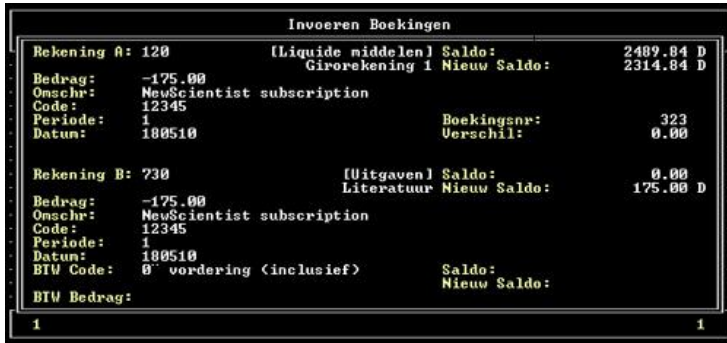 Invoeren Boekingen
Rekening A: 120 [Liquide middelen] Saldo: 2489.84 D
Girorekening 1 Nieuw Saldo: 2314.84 D
Bedrag: -175.00
Omschr: NewScientist subscription
Code: 12345
Periode: 1 Boekingsnr: 323
Datum: 180510 Verschil: 0.00
Rekening B: 730 [Uitgaven] Saldo: 0.00
Literatuur Nieuw Saldo: 175.00 D
Bedrag: -175.00
Omschr: NewScientist subscription
Code: 12345
Periode: 1
Datum: 180510
BTW Code: 0¨ vordering (inclusief) Saldo:
Nieuw Saldo:
BTW Bedrag:
1 1